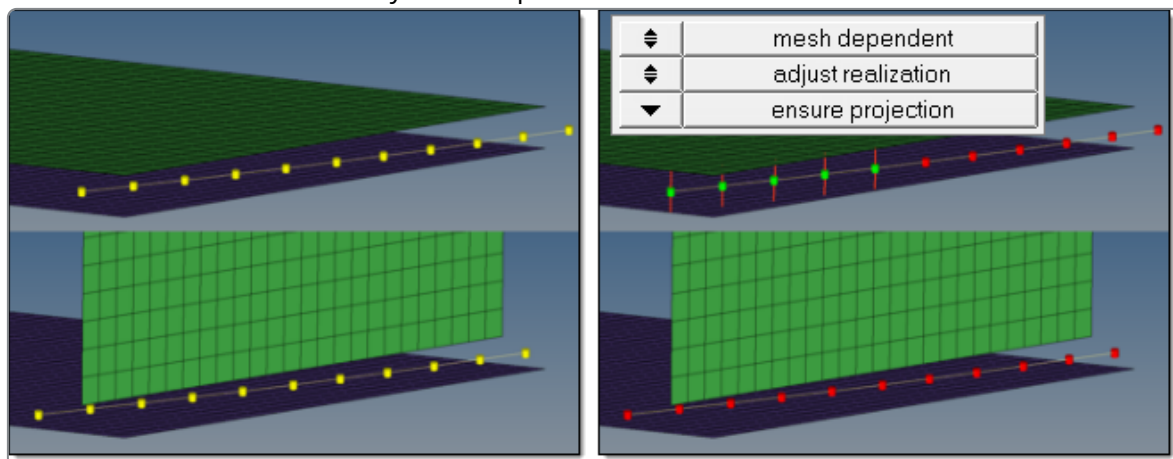 mesh dependent
adjust realization
ensure projection